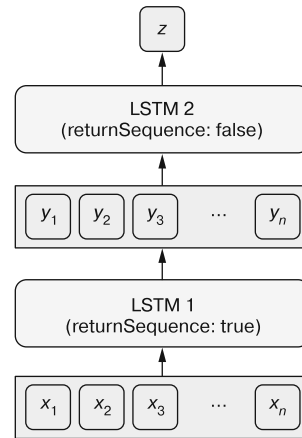 z
LSTM 2
(returnSequence: false)
y1 y2 y3 ... yn
LSTM 1
(returnSequence: true)
x1 x2 x3 ... xn